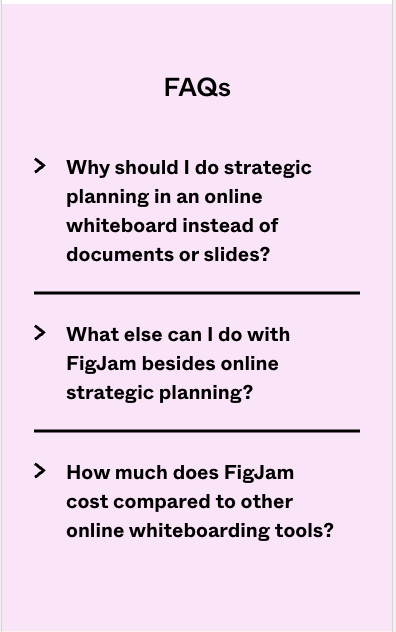 FAQs
Why should I do strategic
planning in an online
whiteboard instead of
documents or slides?
What else can I do with
FigJam besides online
strategic planning?
How much does FigJam
cost compared to other
online whiteboarding tools?